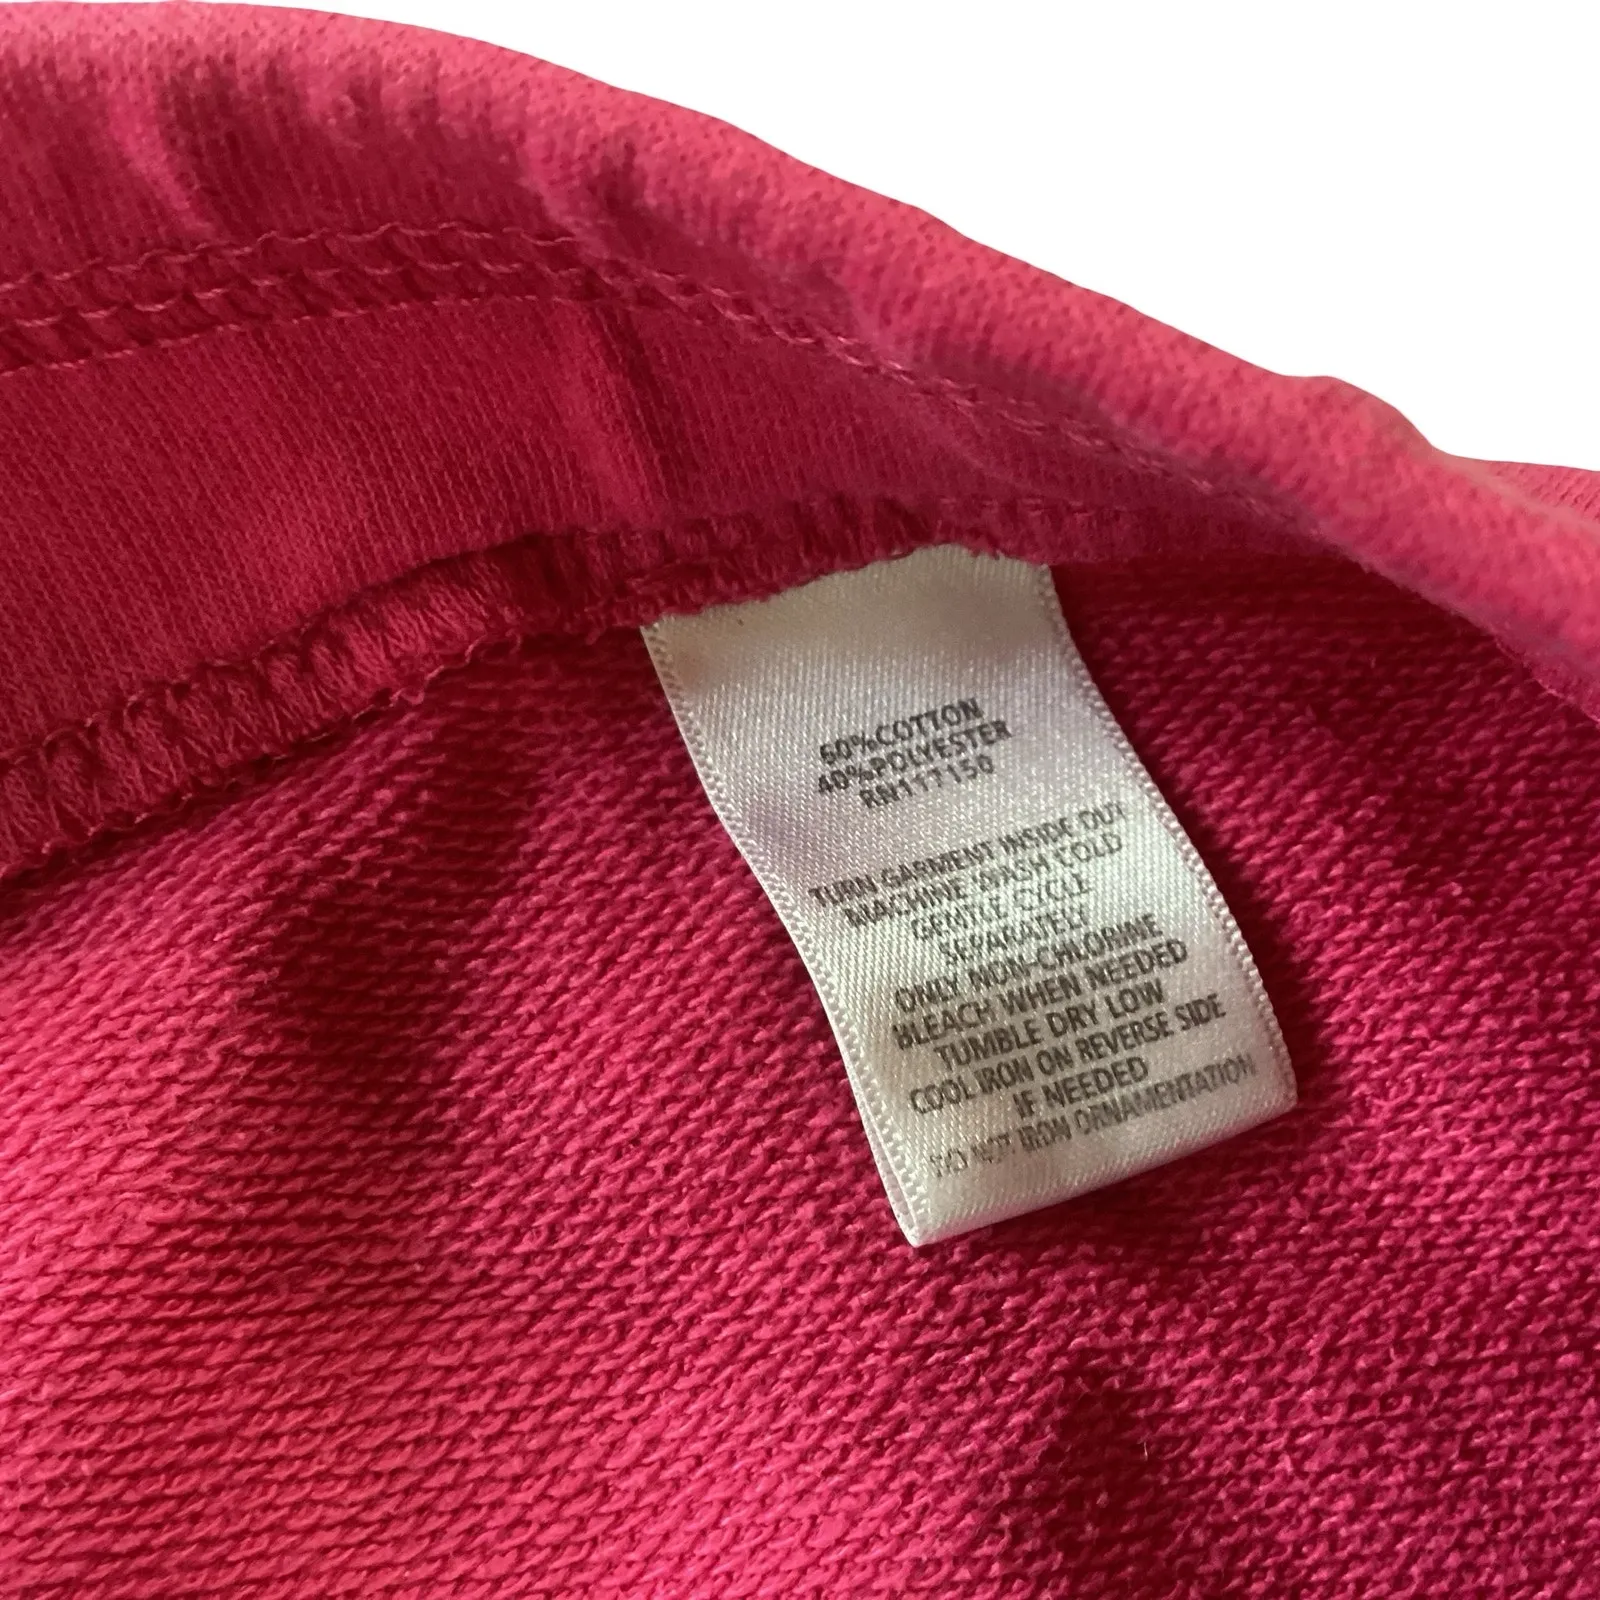 60%COTTON
40%POLYESTER
RN117150
TURN GARMENT INSIDE OUT
MACHINE WASH COLD
GENTLE CYCLE
SEPARATELY
ONLY NON-CHLORINE
BLEACH WHEN NEEDED
TUMBLE DRY LOW
COOL IRON ON REVERSE SIDE
IF NEEDED
DO NOT IRON ORNAMENTATION